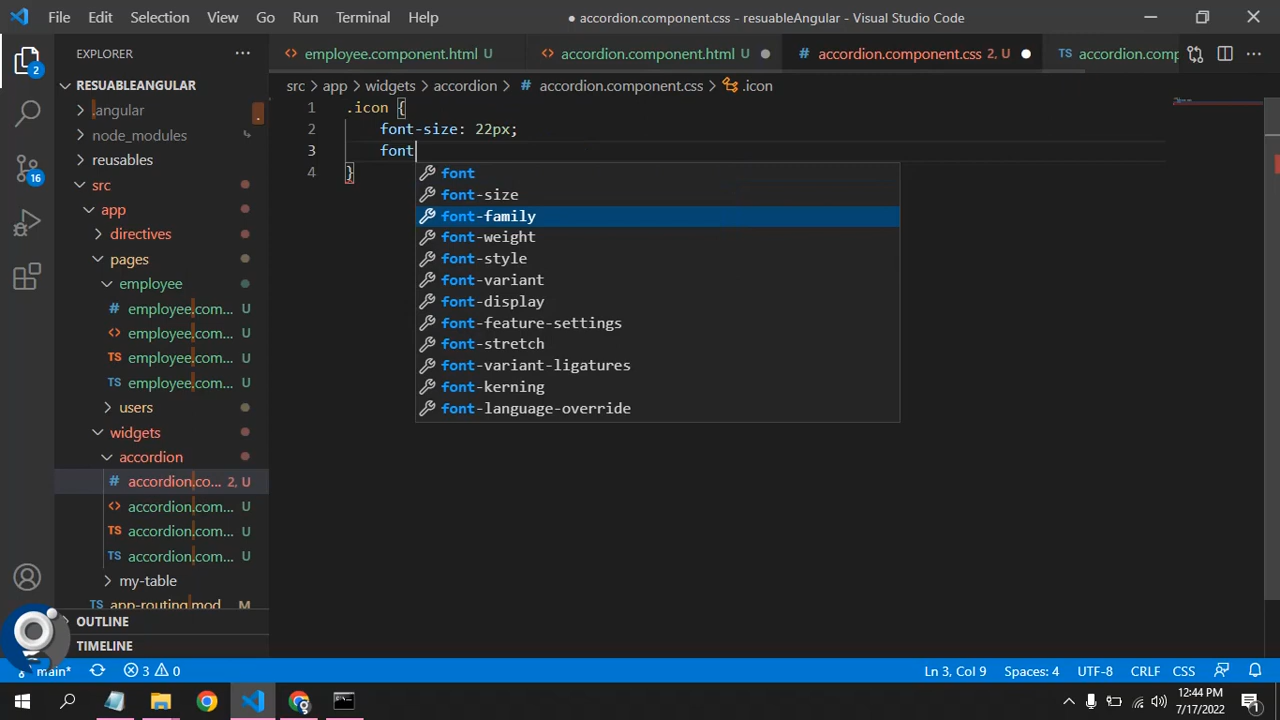 File Edit Selection View Go Run Terminal Help
● accordion.component.css - resuableAngular - Visual Studio Code
EXPLORER
employee.component.html U
accordion.component.html
accordion.component.css 2, U
accordion.comp
RESUABLEANGULAR
src > app > widgets > accordion > # accordion.component.css > .icon
.angular
node_modules
reusables
src
app
directives
pages
employee
employee.com... U
employee.com... U
employee.com... U
employee.com... U
users
widgets
accordion
accordion.co... 2, U
accordion.com... U
accordion.com... U
accordion.com... U
my-table
app-routing.mod M
OUTLINE
TIMELINE
1 .icon {
2 font-size: 22px;
3 font
4 }
font
font-size
font-family
font-weight
font-style
font-variant
font-display
font-feature-settings
font-stretch
font-variant-ligatures
font-kerning
font-language-override
2
16
main* 3 0
Ln 3, Col 9 Spaces: 4 UTF-8 CRLF CSS
12:44 PM
7/17/2022
1